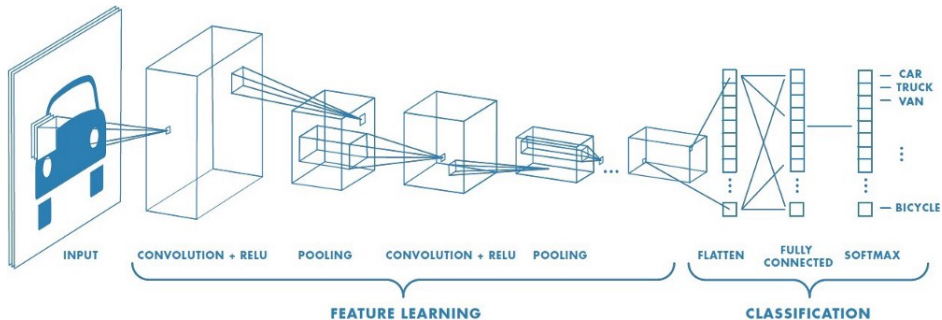 CAR
TRUCK
VAN
BICYCLE
INPUT
CONVOLUTION + RELU
POOLING
CONVOLUTION + RELU
POOLING
FLATTEN
FULLY
CONNECTED
SOFTMAX
FEATURE LEARNING
CLASSIFICATION